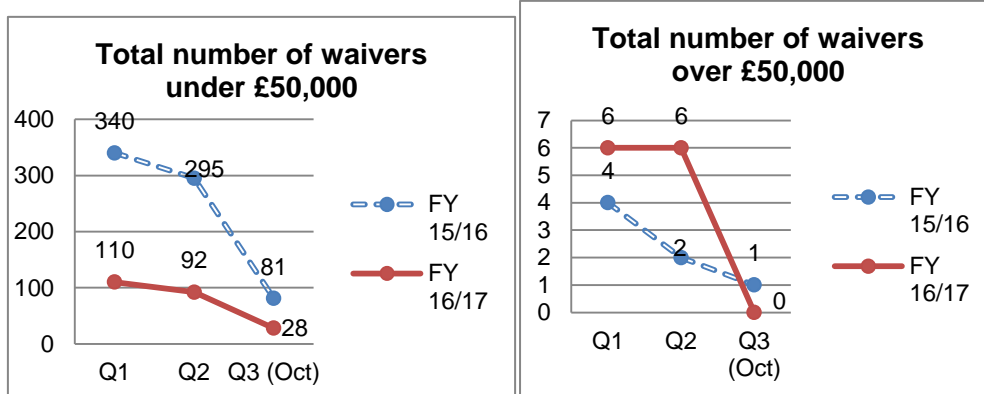 Total number of waivers
under £50,000
400
300
200
100
0
340
295
81
110
92
28
Q1 Q2 Q3 (Oct)
FY
15/16
FY
16/17
Total number of waivers
over £50,000
7
6
5
4
3
2
1
0
6 6
4
2
1
0
Q1 Q2 Q3
(Oct)
FY
15/16
FY
16/17